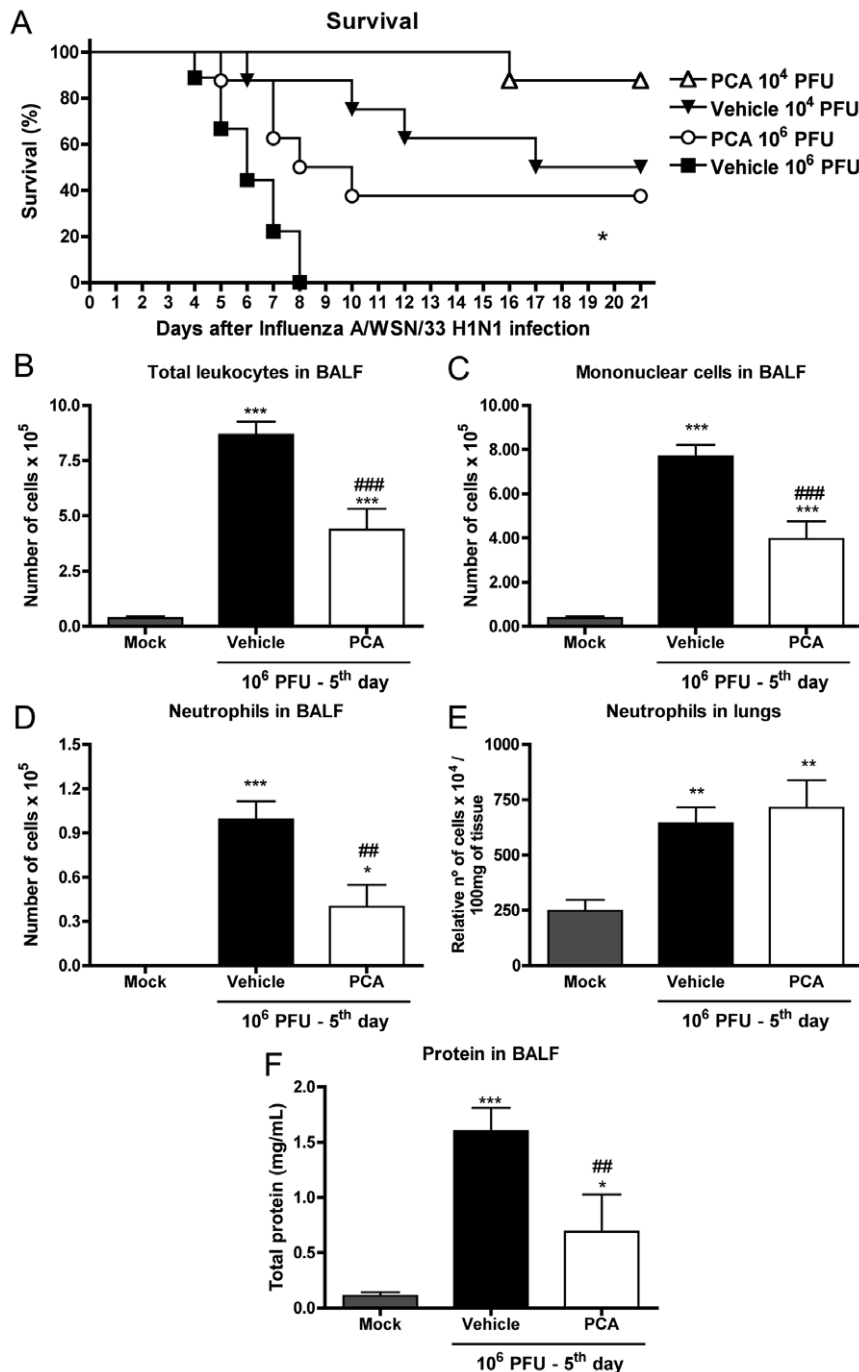 A
Survival
100
80
60
40
20
0
Survival (%)
*
0 1 2 3 4 5 6 7 8 9 10 11 12 13 14 15 16 17 18 19 20 21
Days after Influenza A/WSN/33 H1N1 infection
PCA 10⁴ PFU
Vehicle 10⁴ PFU
PCA 10⁶ PFU
Vehicle 10⁶ PFU
B
Total leukocytes in BALF
10.0
7.5
5.0
2.5
0.0
Number of cells x 10⁵
***
###
***
Mock Vehicle PCA
10⁶ PFU - 5th day
C
Mononuclear cells in BALF
10.00
8.00
6.00
4.00
2.00
0.00
Number of cells x 10⁵
***
###
***
Mock Vehicle PCA
10⁶ PFU - 5th day
D
Neutrophils in BALF
1.5
1.2
0.9
0.6
0.3
0.0
Number of cells x 10⁵
***
##
*
Mock Vehicle PCA
10⁶ PFU - 5th day
E
Neutrophils in lungs
1000
750
500
250
0
Relative nº of cells x 10⁴ /
100mg of tissue
**
**
Mock Vehicle PCA
10⁶ PFU - 5th day
F
Protein in BALF
2.0
1.5
1.0
0.5
0.0
Total protein (mg/mL)
***
##
*
Mock Vehicle PCA
10⁶ PFU - 5th day